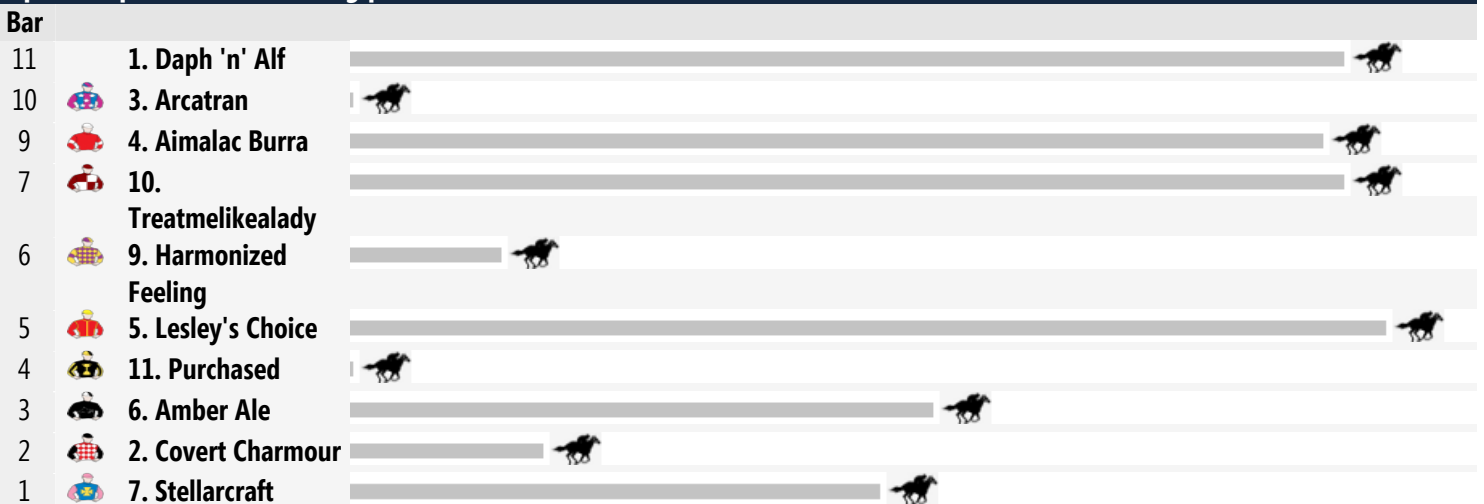 Bar
11 1. Daph 'n' Alf
10 3. Arcatran
9 4. Aimalac Burra
7 10.
Treatmelikealady
6 9. Harmonized
Feeling
5 5. Lesley's Choice
4 11. Purchased
3 6. Amber Ale
2 2. Covert Charmour
1 7. Stellarcraft